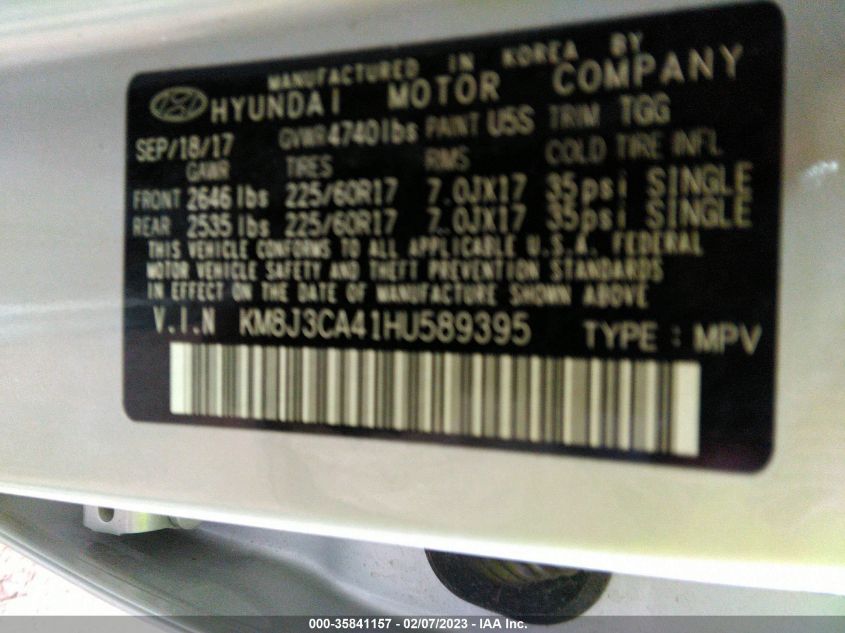 MANUFACTURED IN KOREA BY
HYUNDAI MOTOR COMPANY
SEP/18/17 GVWR4740lbs PAINT U5S TRIM TGG
GAWR TIRES RMS COLD TIRE INFL
FRONT 2646lbs 225/60R17 7.0JX17 35psi SINGLE
REAR 2535lbs 225/60R17 7.0JX17 35psi SINGLE
THIS VEHICLE CONFORMS TO ALL APPLICABLE U.S.A. FEDERAL
MOTOR VEHICLE SAFETY AND THEFT PREVENTION STANDARDS
IN EFFECT ON THE DATE OF MANUFACTURE SHOWN ABOVE
V.I.N KM8J3CA41HU589395 TYPE : MPV
000-35841157 - 02/07/2023 - IAA Inc.